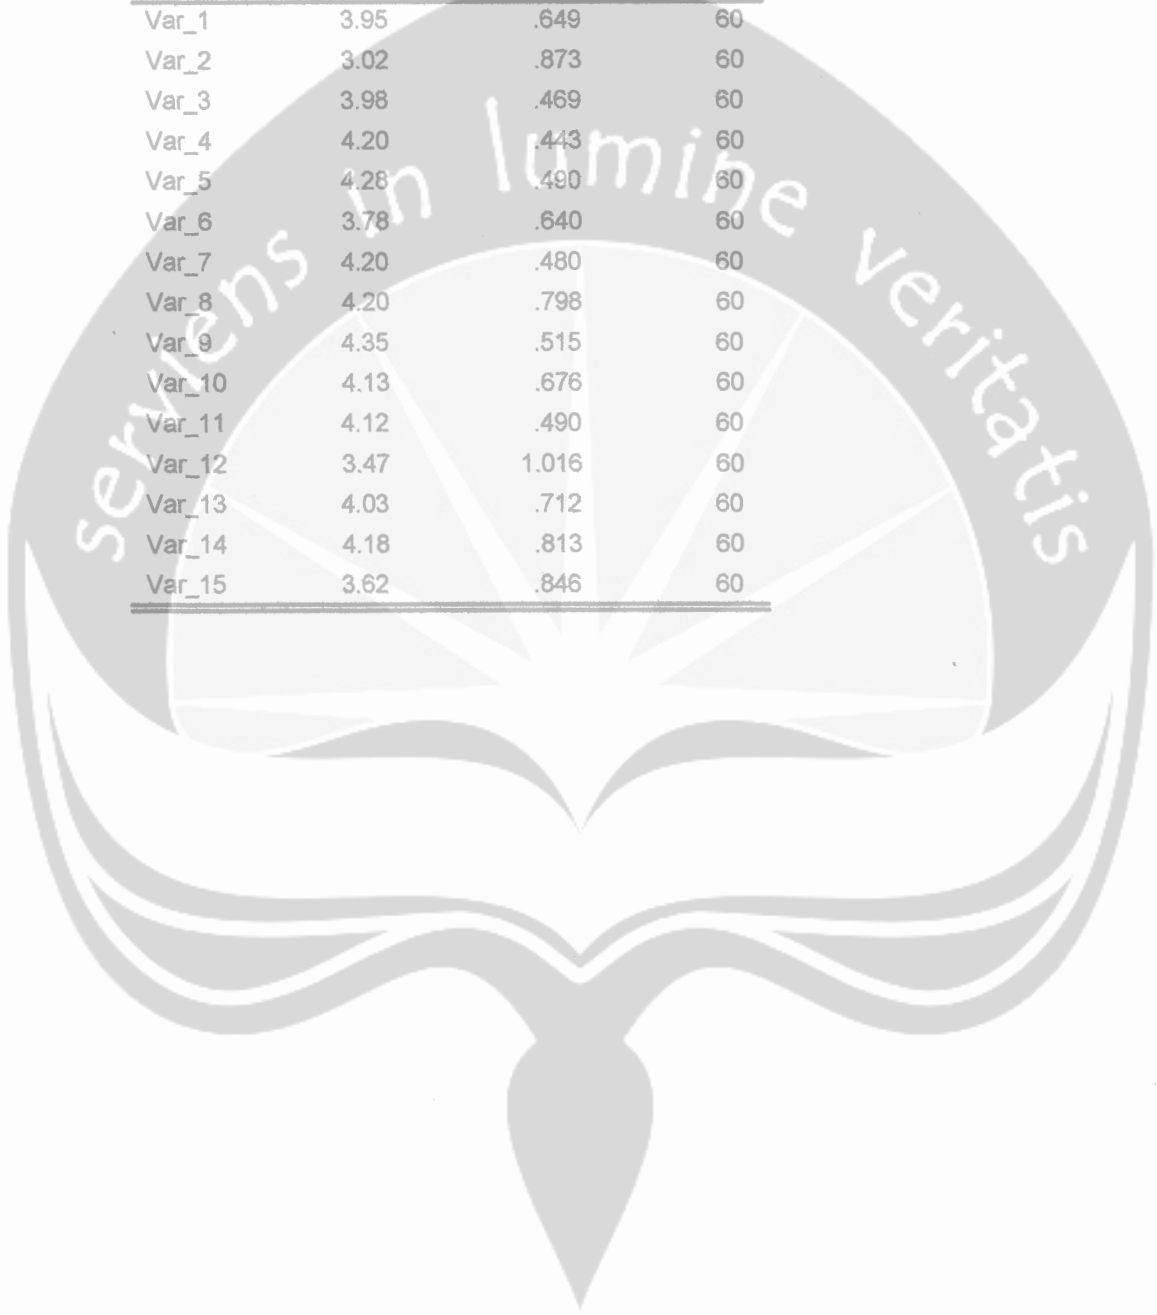 Var_1 3.95 .649 60
Var_2 3.02 .873 60
Var_3 3.98 .469 60
Var_4 4.20 .443 60
Var_5 4.28 .490 60
Var_6 3.78 .640 60
Var_7 4.20 .480 60
Var_8 4.20 .798 60
Var_9 4.35 .515 60
Var_10 4.13 .676 60
Var_11 4.12 .490 60
Var_12 3.47 1.016 60
Var_13 4.03 .712 60
Var_14 4.18 .813 60
Var_15 3.62 .846 60
serviens in lumine veritatis